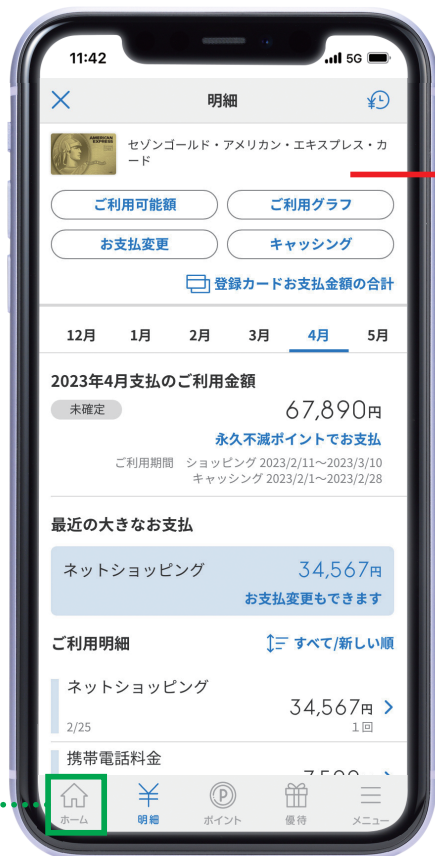 11:42
5G
明細
AMERICAN EXPRESS
セゾンゴールド・アメリカン・エキスプレス・カ
ード
ご利用可能額
ご利用グラフ
お支払変更
キャッシング
登録カードお支払金額の合計
12月 1月 2月 3月 4月 5月
2023年4月支払のご利用金額
未確定
67,890円
永久不滅ポイントでお支払
ご利用期間 ショッピング 2023/2/11～2023/3/10
キャッシング 2023/2/1～2023/2/28
最近の大きなお支払
ネットショッピング 34,567円
お支払変更もできます
ご利用明細 すべて/新しい順
ネットショッピング
34,567円
2/25 1回
携帯電話料金
ホーム 明細 ポイント 優待 メニュー